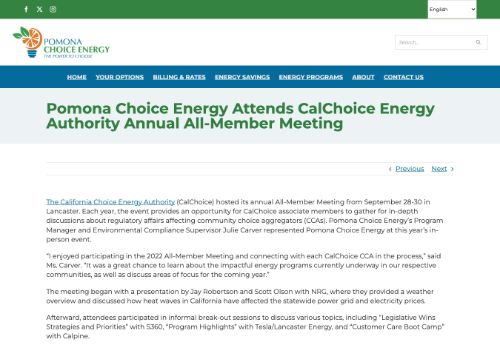 English
POMONA
CHOICE ENERGY
THE POWER TO CHOOSE
Search...
HOME YOUR OPTIONS BILLING & RATES ENERGY SAVINGS ENERGY PROGRAMS ABOUT CONTACT US
Pomona Choice Energy Attends CalChoice Energy
Authority Annual All-Member Meeting
Previous Next
The California Choice Energy Authority (CalChoice) hosted its annual All-Member Meeting from September 28-30 in
Lancaster. Each year, the event provides an opportunity for CalChoice associate members to gather for in-depth
discussions about regulatory affairs affecting community choice aggregators (CCAs). Pomona Choice Energy's Program
Manager and Environmental Compliance Supervisor Julie Carver represented Pomona Choice Energy at this year's in-
person event.
"I enjoyed participating in the 2022 All-Member Meeting and connecting with each CalChoice CCA in the process," said
Ms. Carver. "It was a great chance to learn about the impactful energy programs currently underway in our respective
communities, as well as discuss areas of focus for the coming year."
The meeting began with a presentation by Jay Robertson and Scott Olson with NRG, where they provided a weather
overview and discussed how heat waves in California have affected the statewide power grid and electricity prices.
Afterward, attendees participated in informal break-out sessions to discuss various topics, including "Legislative Wins
Strategies and Priorities" with S360, "Program Highlights" with Tesla/Lancaster Energy, and "Customer Care Boot Camp"
with Calpine.